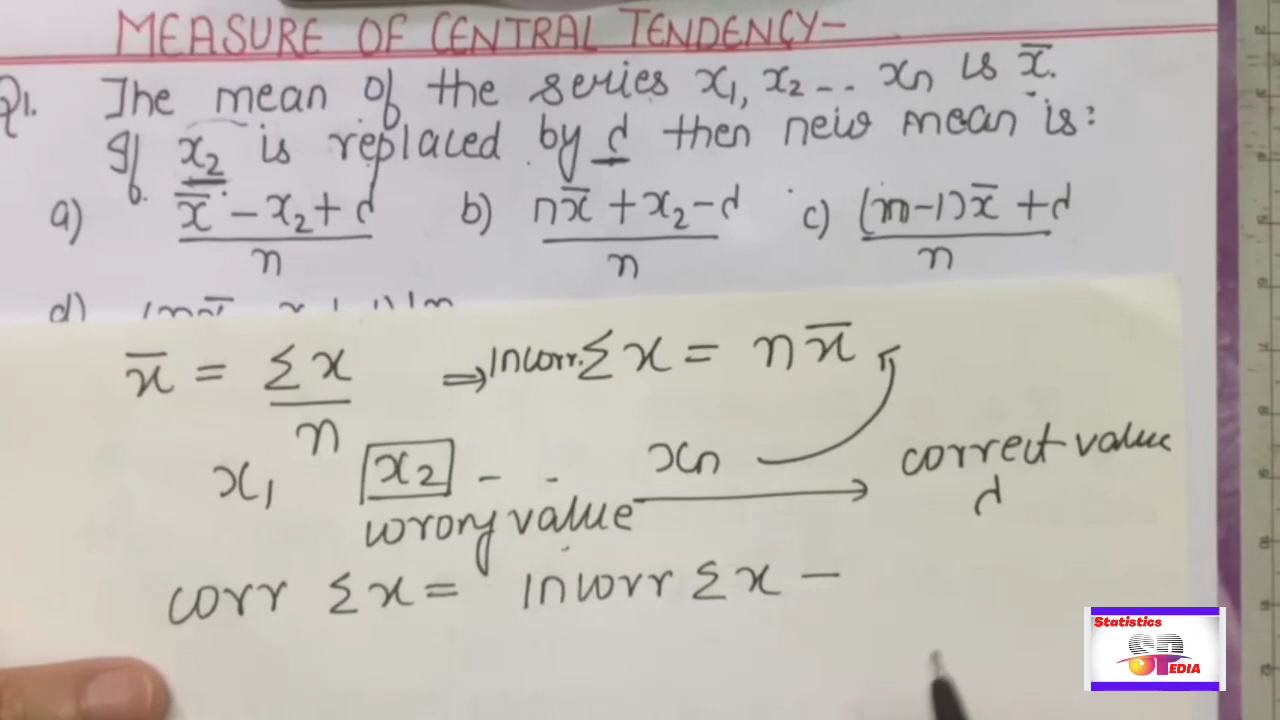 MEASURE OF CENTRAL TENDENCY-
Q1. The mean of the series x₁, x₂ -.. xn is x̄.
If x₂ is replaced by d then new mean is:
a) x̄ - x₂ + d / n b) nx̄ + x₂ - d / n c) (n-1)x̄ + d / n
d)
x̄ = Σx / n ⇒ incorr. Σx = nx̄
x₁ x₂ - - xn correct value
wrong value d
corr Σx = incorr Σx -
Statistics
PEDIA